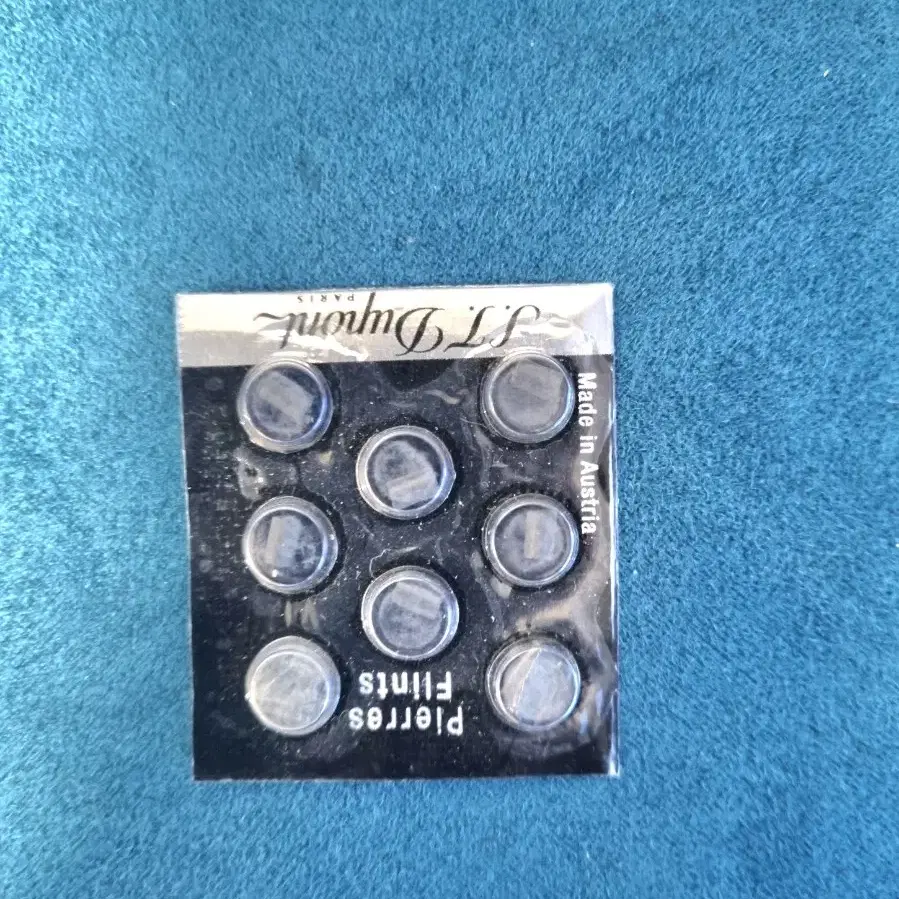 Pierres
Flints
Made in Austria
S.T. Dupont
PARIS